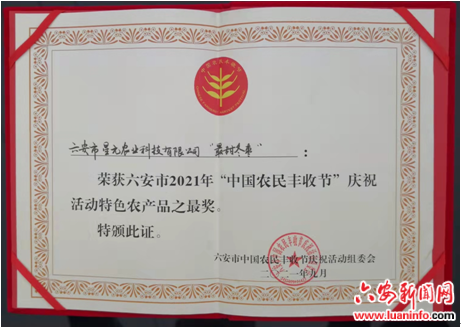 六安市星光农业科技有限公司 “最甜冬枣” :
荣获六安市2021年“中国农民丰收节”庆祝
活动特色农产品之最奖。
特颁此证。
六安市中国农民丰收节庆祝活动组委会
二〇二一年九月
六安新闻网
www.luaninfo.com